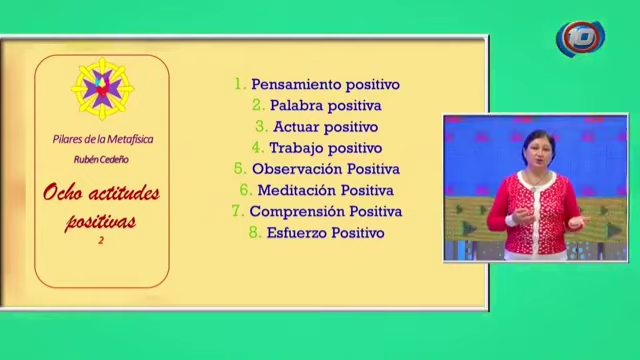 10
Pilares de la Metafísica
Rubén Cedeño
Ocho actitudes
positivas
2
1. Pensamiento positivo
2. Palabra positiva
3. Actuar positivo
4. Trabajo positivo
5. Observación Positiva
6. Meditación Positiva
7. Comprensión Positiva
8. Esfuerzo Positivo